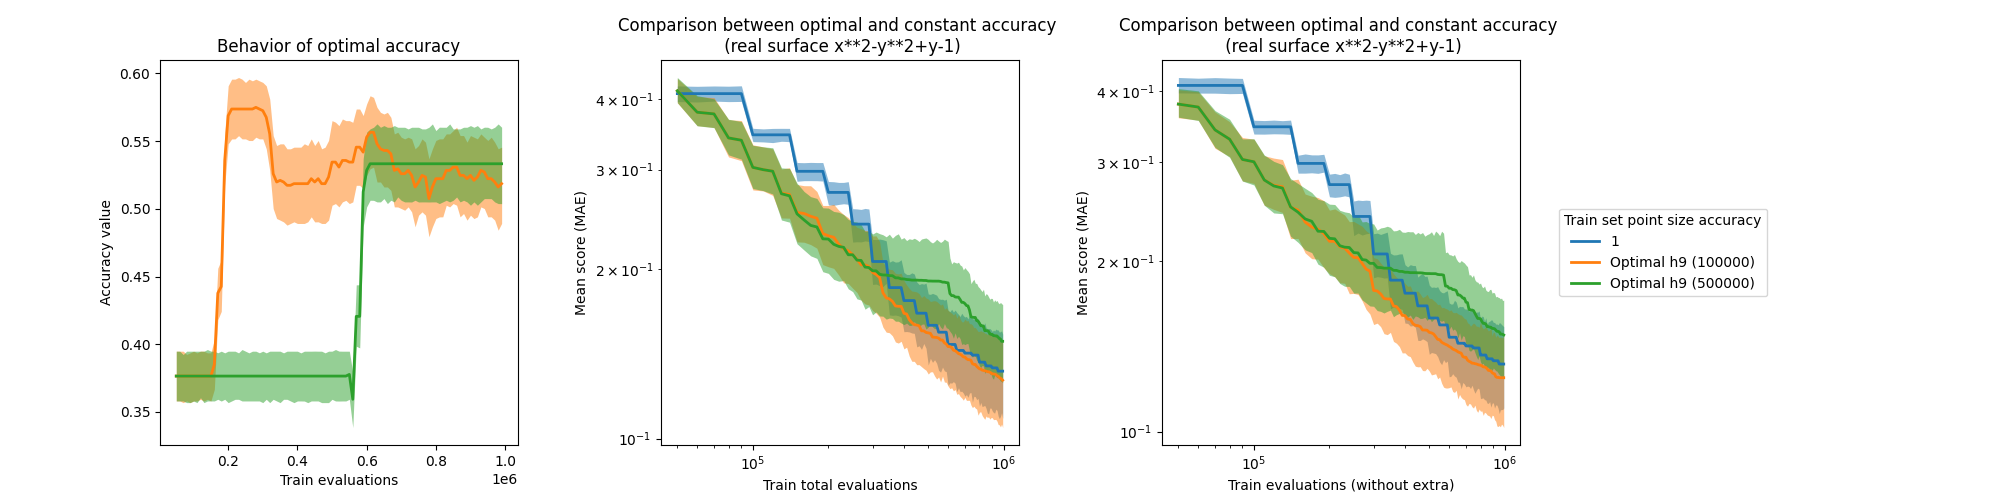 Behavior of optimal accuracy
0.60
0.55
0.50
0.45
0.40
0.35
Accuracy value
0.2
0.4
0.6
0.8
1.0
1e6
Train evaluations
Comparison between optimal and constant accuracy
(real surface x**2-y**2+y-1)
4 × 10⁻¹
3 × 10⁻¹
2 × 10⁻¹
10⁻¹
Mean score (MAE)
10⁵
10⁶
Train total evaluations
Comparison between optimal and constant accuracy
(real surface x**2-y**2+y-1)
4 × 10⁻¹
3 × 10⁻¹
2 × 10⁻¹
10⁻¹
Mean score (MAE)
10⁵
10⁶
Train evaluations (without extra)
Train set point size accuracy
1
Optimal h9 (100000)
Optimal h9 (500000)